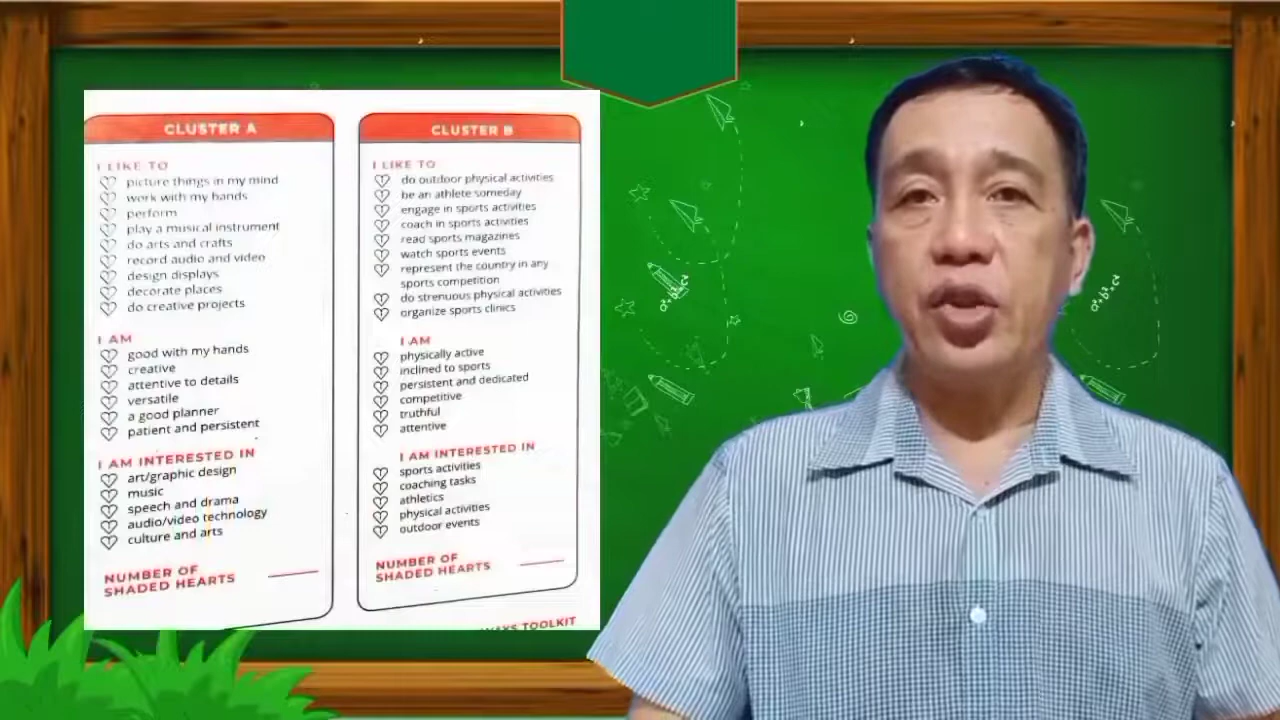 CLUSTER A
I LIKE TO
picture things in my mind
work with my hands
perform
play a musical instrument
do arts and crafts
record audio and video
design displays
decorate places
do creative projects
I AM
good with my hands
creative
attentive to details
versatile
a good planner
patient and persistent
I AM INTERESTED IN
art/graphic design
music
speech and drama
audio/video technology
culture and arts
NUMBER OF
SHADED HEARTS
CLUSTER B
I LIKE TO
do outdoor physical activities
be an athlete someday
engage in sports activities
coach in sports activities
read sports magazines
watch sports events
represent the country in any
sports competition
do strenuous physical activities
organize sports clinics
I AM
physically active
inclined to sports
persistent and dedicated
competitive
truthful
attentive
I AM INTERESTED IN
sports activities
coaching tasks
athletics
physical activities
outdoor events
NUMBER OF
SHADED HEARTS
TOOLKIT
a²+b²=c²
a²+b²=c²